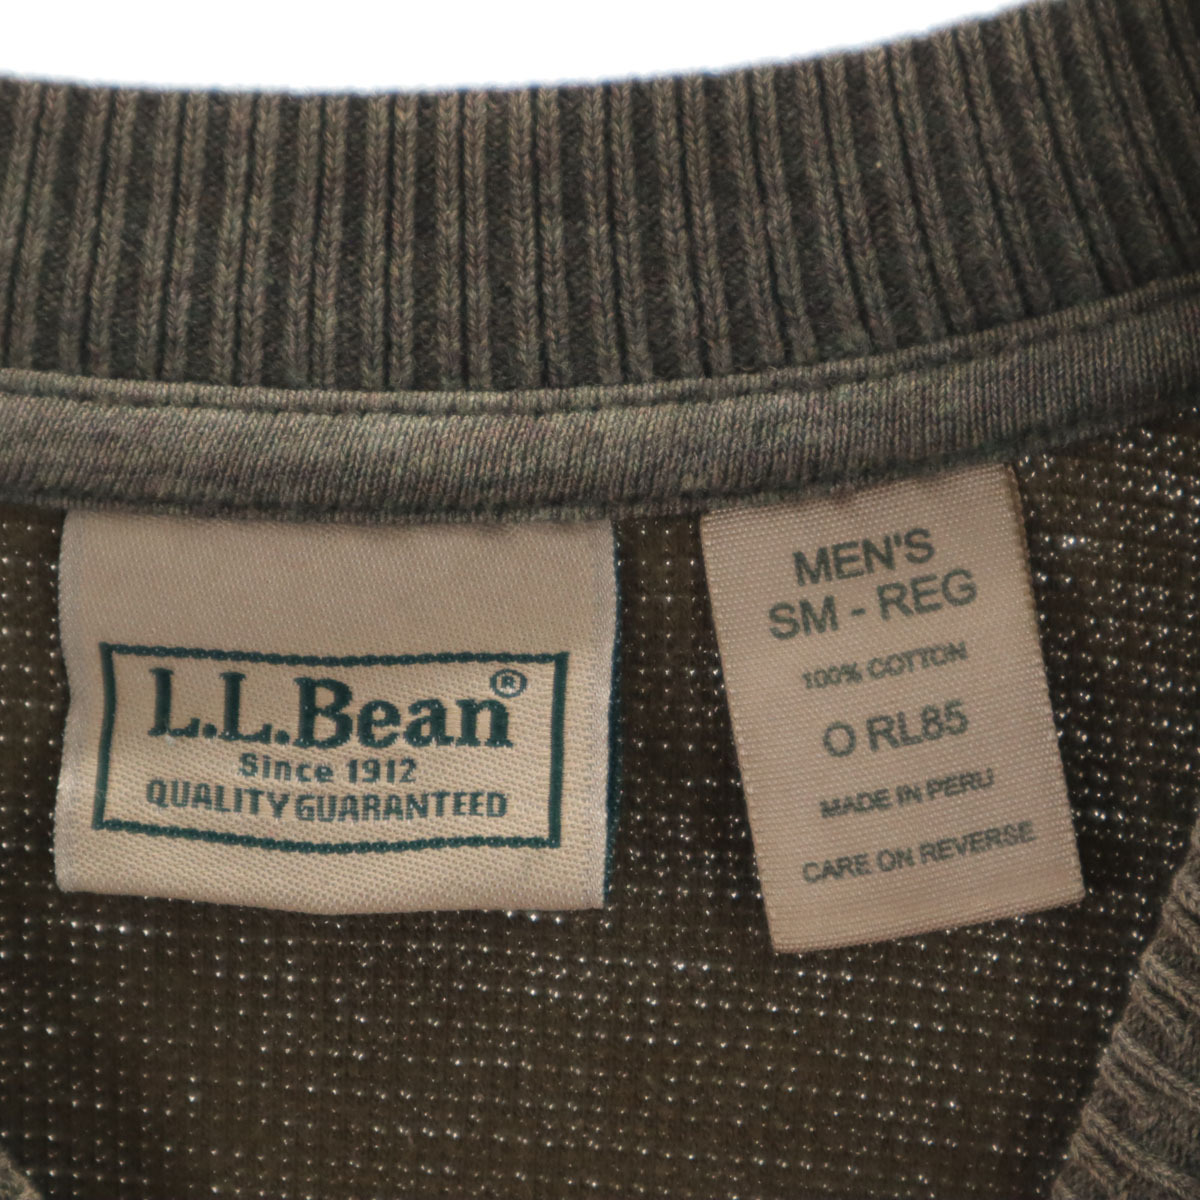 L.L.Bean®
Since 1912
QUALITY GUARANTEED
MEN'S
SM - REG
100% COTTON
O RL85
MADE IN PERU
CARE ON REVERSE